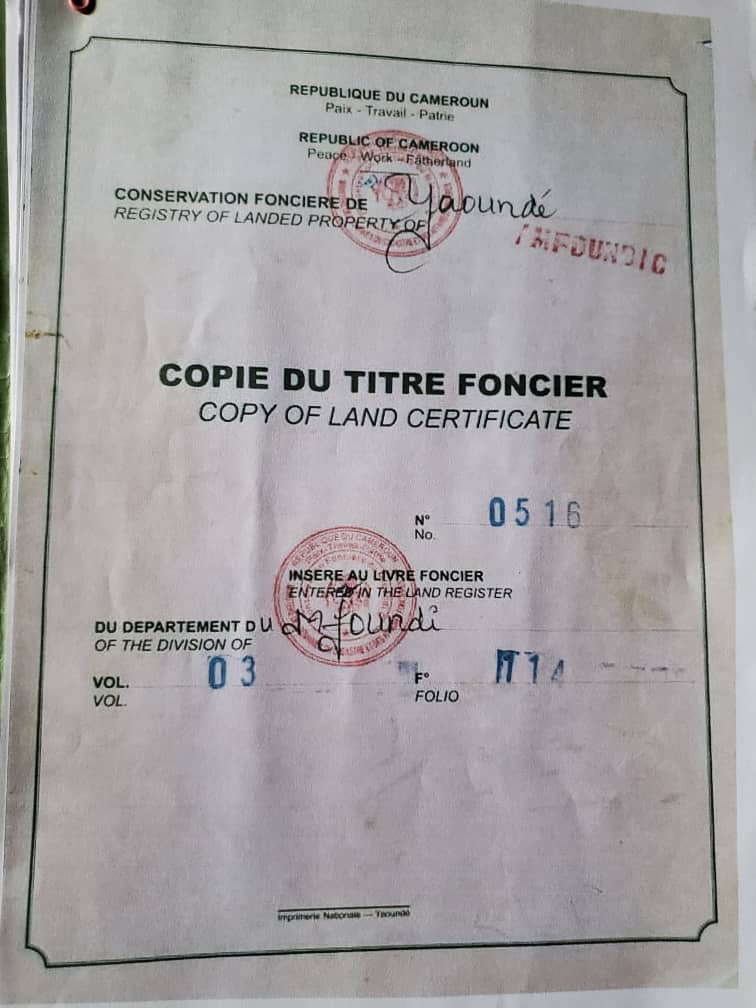 REPUBLIQUE DU CAMEROUN
Paix - Travail - Patrie
REPUBLIC OF CAMEROON
Peace - Work - Fatherland
CONSERVATION FONCIERE DE Yaoundé
REGISTRY OF LANDED PROPERTY OF
COPIE DU TITRE FONCIER
COPY OF LAND CERTIFICATE
N° 0516
No.
INSERE AU LIVRE FONCIER
ENTERED IN THE LAND REGISTER
DU DEPARTEMENT DU Mfoundi
OF THE DIVISION OF
VOL. 03 F° 114
VOL. FOLIO
Imprimerie Nationale — Yaoundé